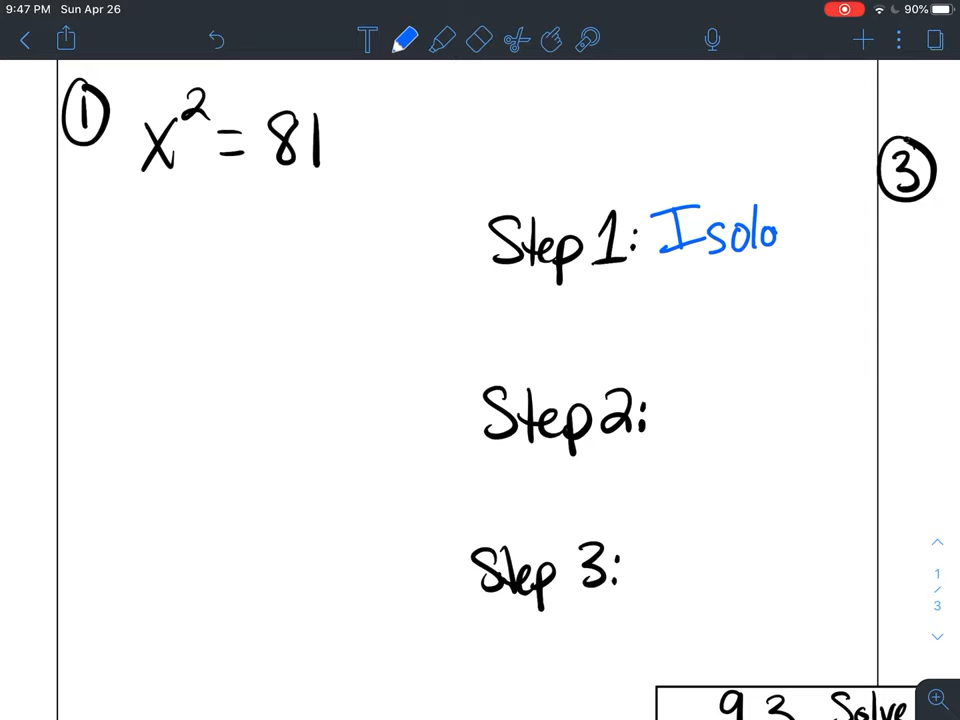 9:47 PM Sun Apr 26
90%
①
x² = 81
③
Step 1: Isolo
Step 2:
Step 3:
1
/
3
9.3 Solve